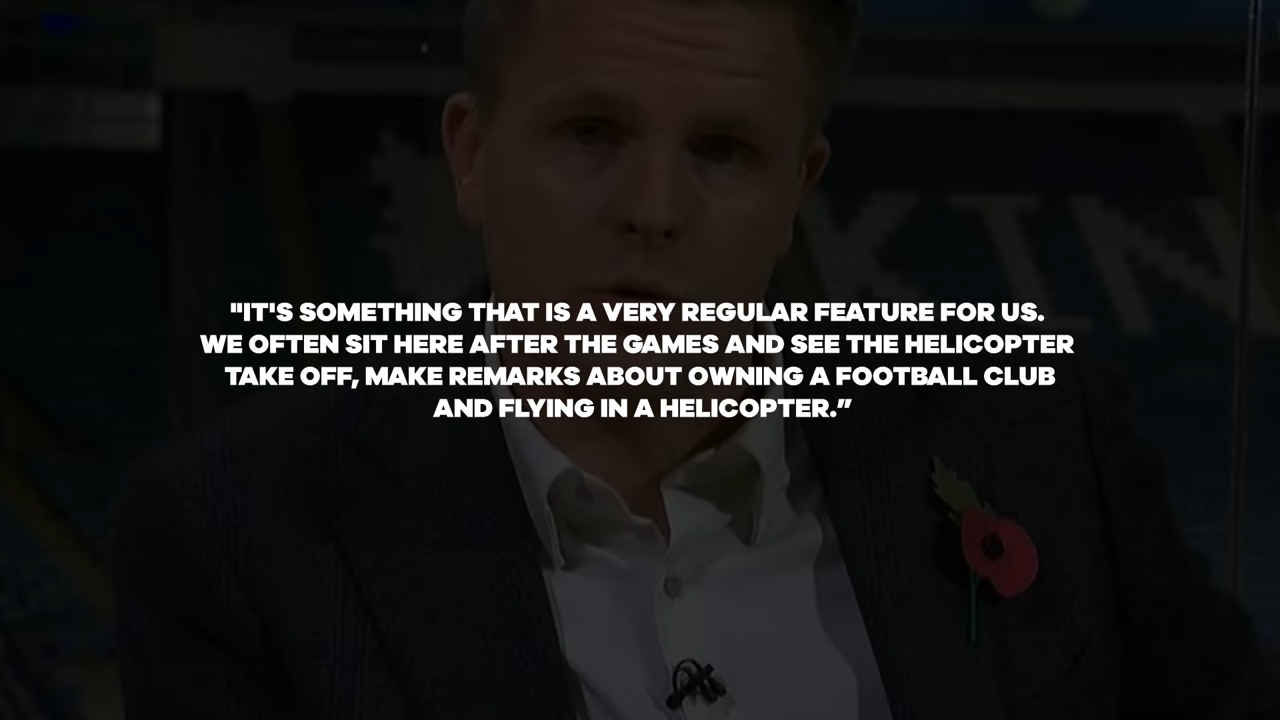 "IT'S SOMETHING THAT IS A VERY REGULAR FEATURE FOR US.
WE OFTEN SIT HERE AFTER THE GAMES AND SEE THE HELICOPTER
TAKE OFF, MAKE REMARKS ABOUT OWNING A FOOTBALL CLUB
AND FLYING IN A HELICOPTER.”
KIN